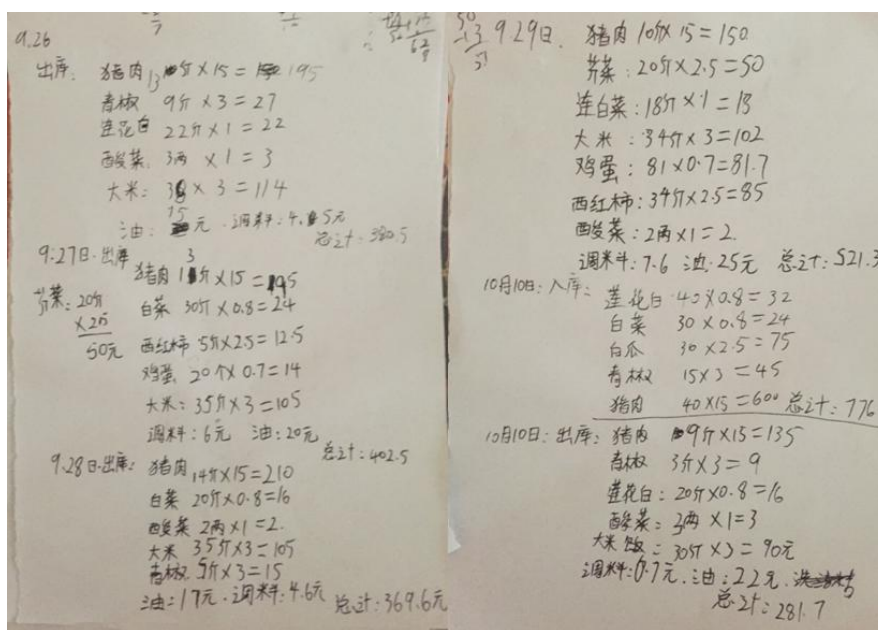 9.26
出库: 猪肉 13斤×15=195
青椒 9斤×3=27
莲花白 22斤×1=22
酸菜: 3两×1=3
大米: 38×3=114
油: 15元. 调料: 4.5元
总计: 380.5
9.27日.出库
猪肉 13斤×15=195
芥菜: 20斤
×2.5
50元
白菜 30斤×0.8=24
西红柿 5斤×2.5=12.5
鸡蛋 20个×0.7=14
大米: 35斤×3=105
调料: 6元 油: 20元
总计: 402.5
9.28日.出库: 猪肉 14斤×15=210
白菜 20斤×0.8=16
酸菜 2两×1=2.
大米 35斤×3=105
青椒 5斤×3=15
油: 17元. 调料: 4.6元 总计: 369.6元
9.29日. 猪肉 10斤×15=150
芥菜: 20斤×2.5=50
连白菜: 18斤×1=18
大米: 34斤×3=102
鸡蛋: 81×0.7=81.7
西红柿: 34斤×2.5=85
酸菜: 2两×1=2.
调料: 7.6 油: 25元 总计: 521.3
10月10日: 入库: 莲花白 40×0.8=32
白菜 30×0.8=24
白瓜 30×2.5=75
青椒 15×3=45
猪肉 40×15=600 总计: 776
10月10日: 出库: 猪肉 9斤×15=135
青椒 3斤×3=9
莲花白: 20斤×0.8=16
酸菜: 3两×1=3
大米饭: 30斤×3=90元
调料: 6.7元. 油: 22元.
总计: 281.7